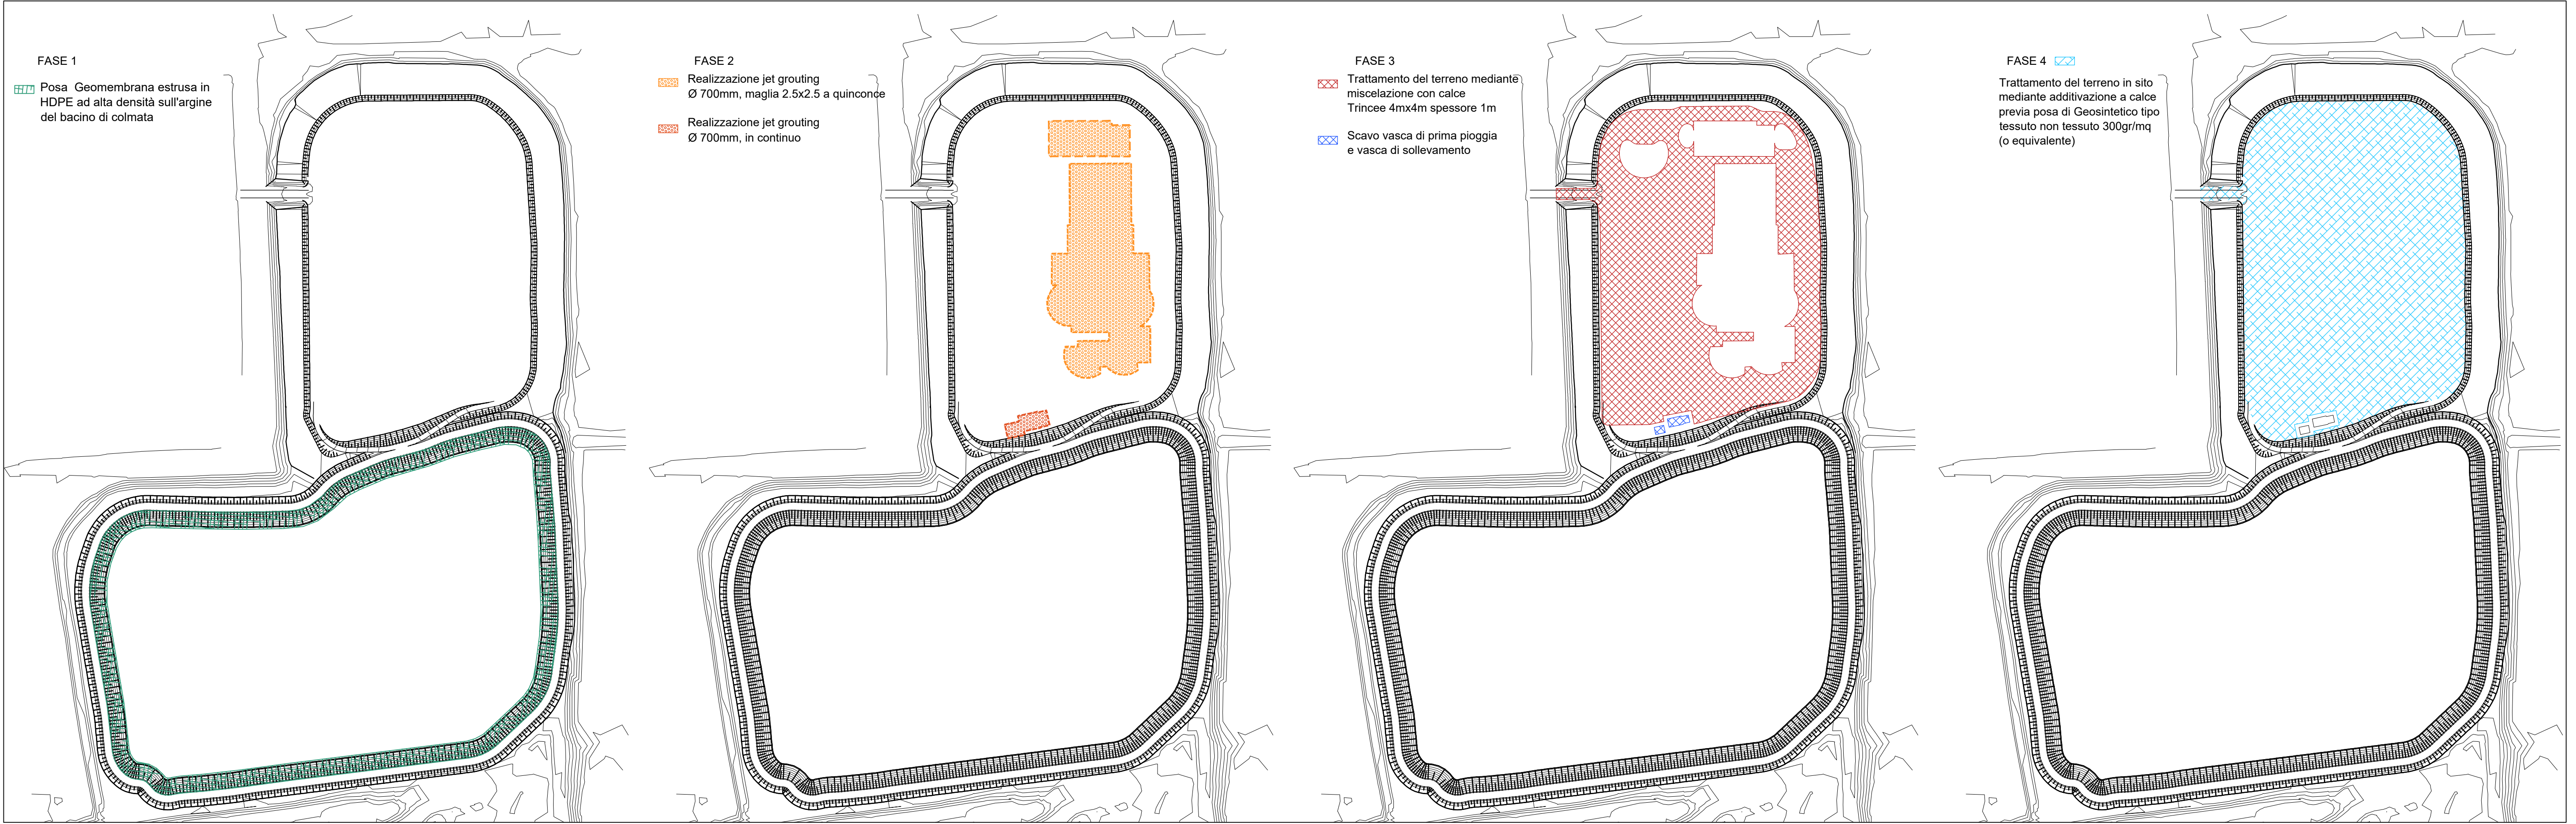 FASE 1
Posa Geomembrana estrusa in
HDPE ad alta densità sull'argine
del bacino di colmata
FASE 2
Realizzazione jet grouting
Ø 700mm, maglia 2.5x2.5 a quinconce
Realizzazione jet grouting
Ø 700mm, in continuo
FASE 3
Trattamento del terreno mediante
miscelazione con calce
Trincee 4mx4m spessore 1m
Scavo vasca di prima pioggia
e vasca di sollevamento
FASE 4
Trattamento del terreno in sito
mediante additivazione a calce
previa posa di Geosintetico tipo
tessuto non tessuto 300gr/mq
(o equivalente)